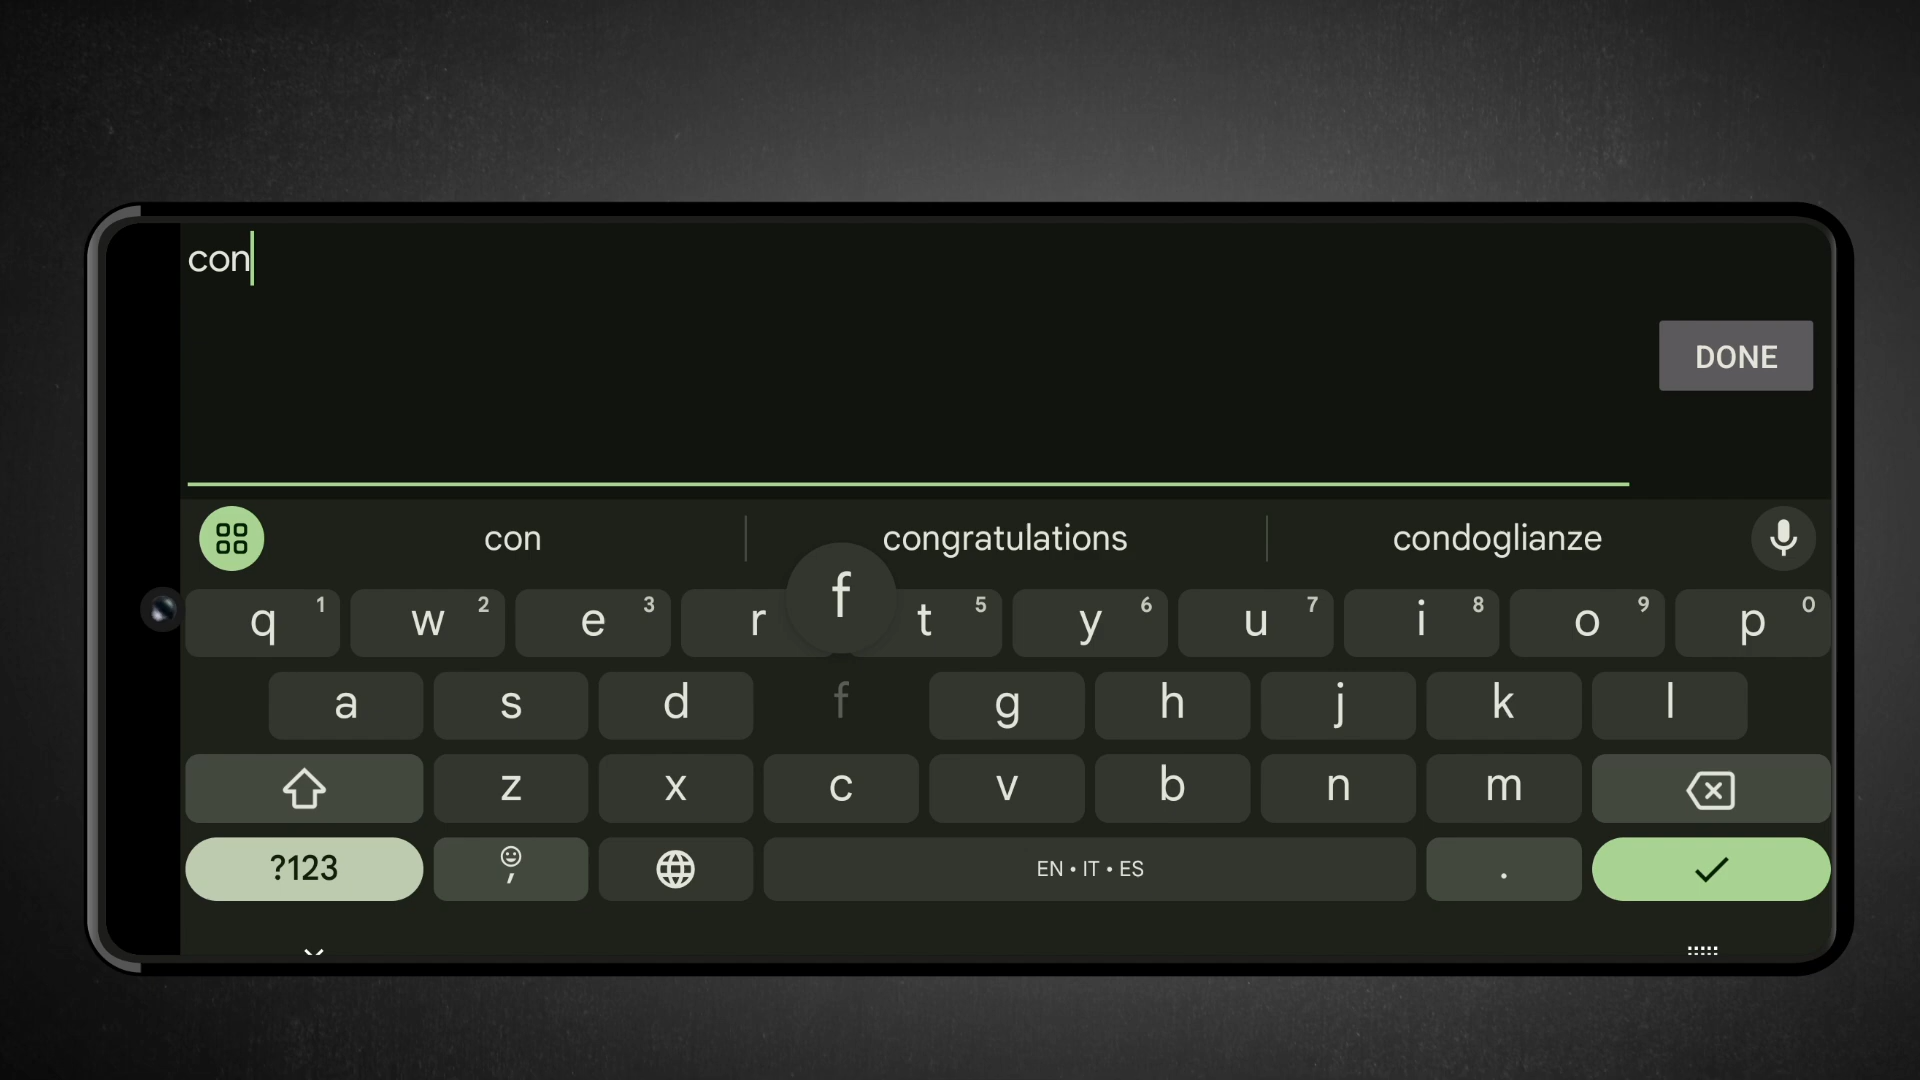 con
DONE
con congratulations condoglianze
f
q 1 w 2 e 3 r t 5 y 6 u 7 i 8 o 9 p 0
a s d f g h j k l
z x c v b n m
?123 , EN • IT • ES .